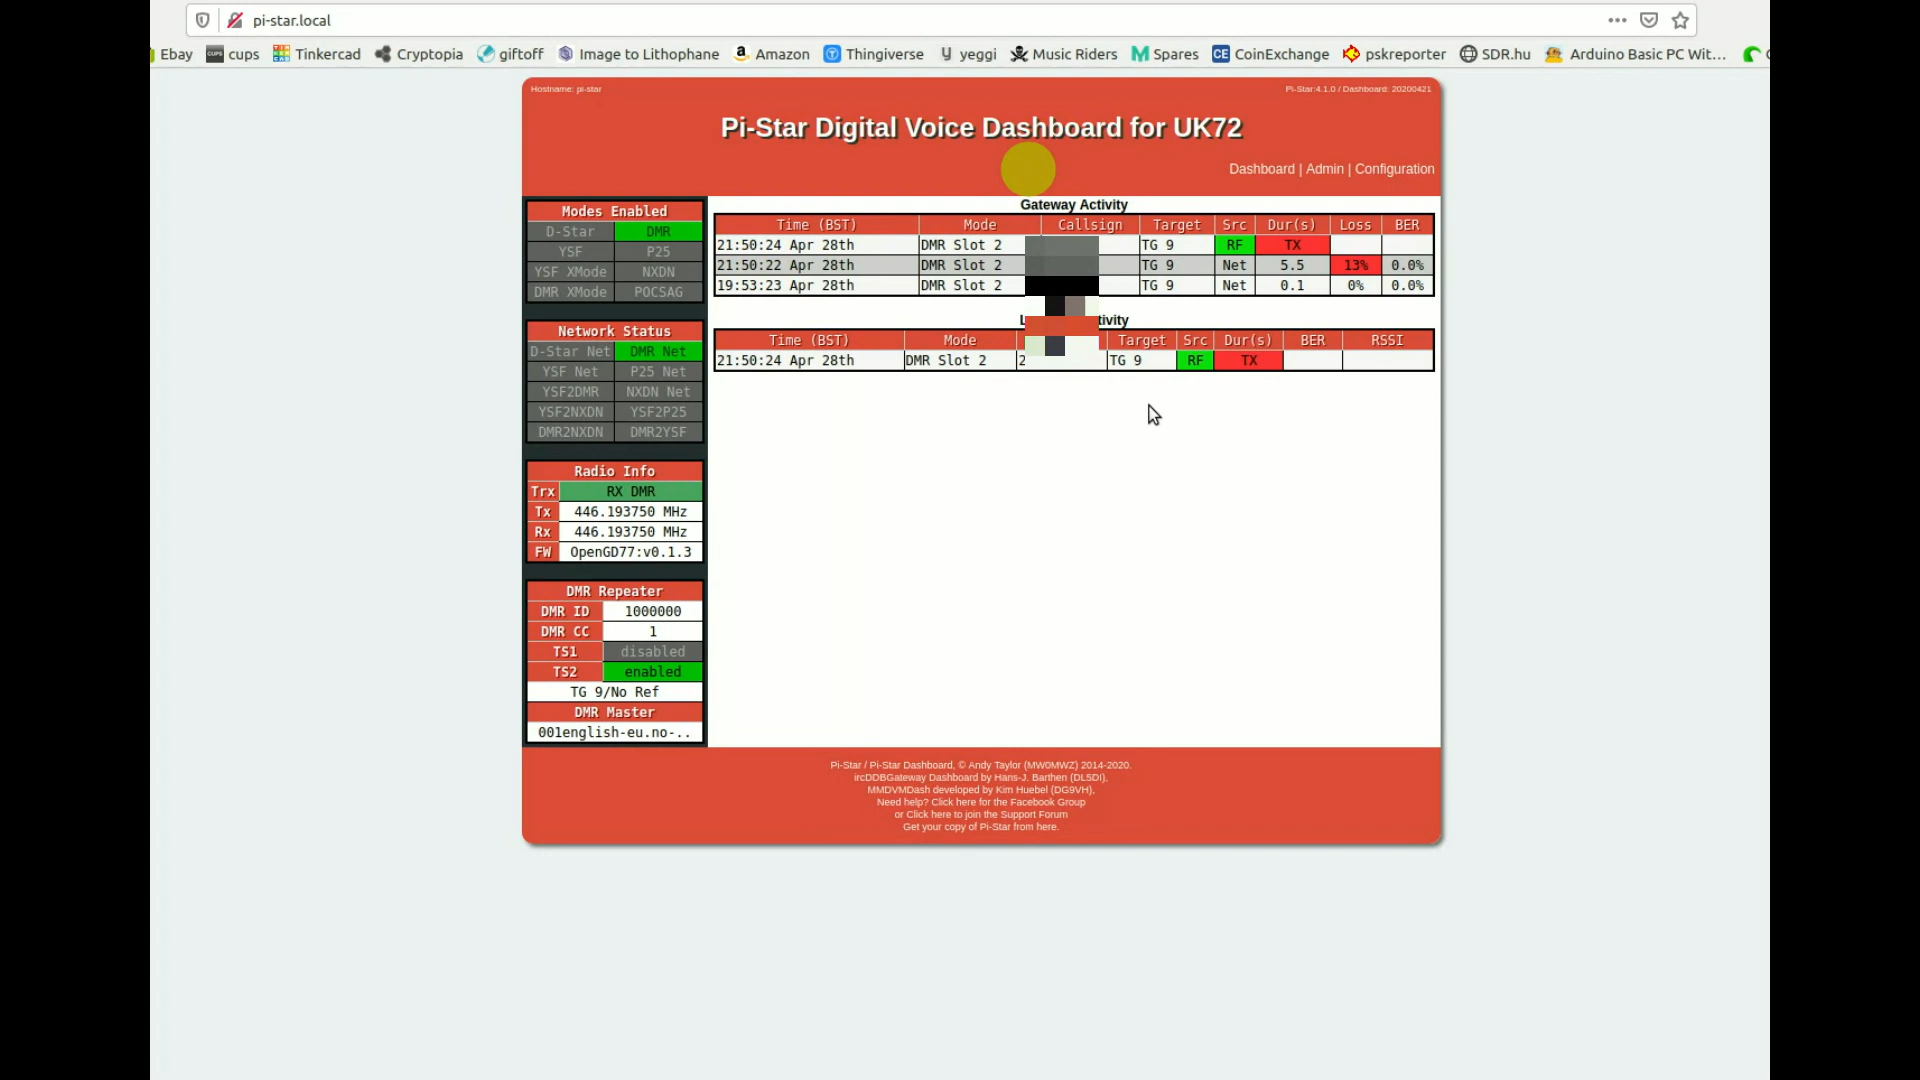 pi-star.local
Ebay cups Tinkercad Cryptopia giftoff Image to Lithophane Amazon Thingiverse yeggi Music Riders Spares CoinExchange pskreporter SDR.hu Arduino Basic PC Wit...
Hostname: pi-star Pi-Star:4.1.0 / Dashboard: 20200421
Pi-Star Digital Voice Dashboard for UK72
Dashboard | Admin | Configuration
Modes Enabled
D-Star DMR
YSF P25
YSF XMode NXDN
DMR XMode POCSAG
Network Status
D-Star Net DMR Net
YSF Net P25 Net
YSF2DMR NXDN Net
YSF2NXDN YSF2P25
DMR2NXDN DMR2YSF
Radio Info
Trx RX DMR
Tx 446.193750 MHz
Rx 446.193750 MHz
FW OpenGD77:v0.1.3
DMR Repeater
DMR ID 1000000
DMR CC 1
TS1 disabled
TS2 enabled
TG 9/No Ref
DMR Master
001english-eu.no-..
Gateway Activity
Time (BST) Mode Callsign Target Src Dur(s) Loss BER
21:50:24 Apr 28th DMR Slot 2 TG 9 RF TX
21:50:22 Apr 28th DMR Slot 2 TG 9 Net 5.5 13% 0.0%
19:53:23 Apr 28th DMR Slot 2 TG 9 Net 0.1 0% 0.0%
Time (BST) Mode Target Src Dur(s) BER RSSI
21:50:24 Apr 28th DMR Slot 2 2 TG 9 RF TX
Pi-Star / Pi-Star Dashboard, © Andy Taylor (MW0MWZ) 2014-2020.
ircDDBGateway Dashboard by Hans-J. Barthen (DL5DI),
MMDVMDash developed by Kim Huebel (DG9VH),
Need help? Click here for the Facebook Group
or Click here to join the Support Forum
Get your copy of Pi-Star from here.